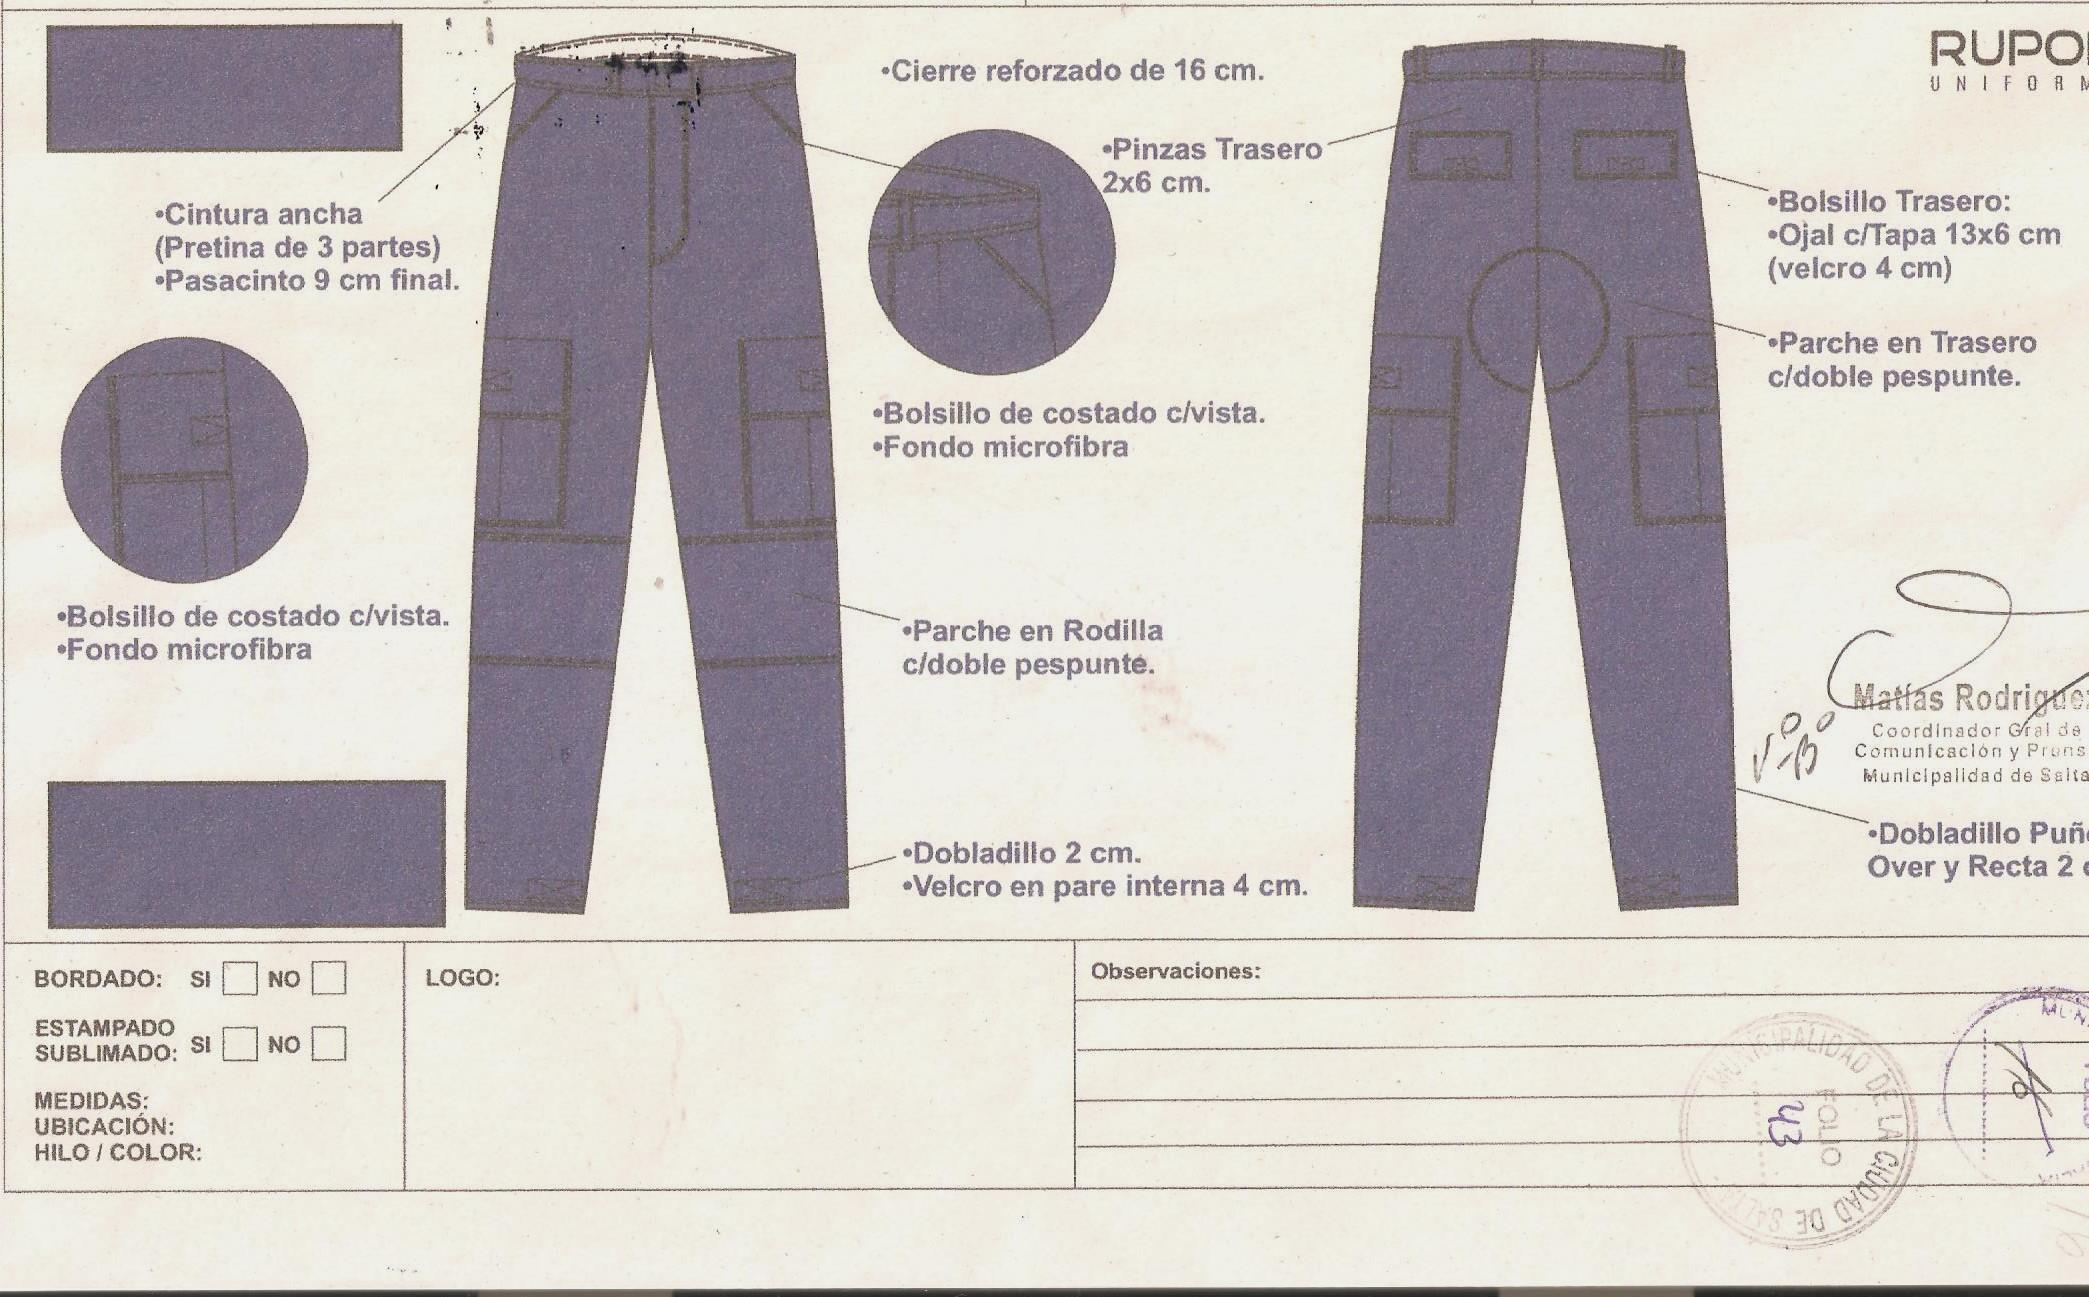 •Cierre reforzado de 16 cm.
UNIFORM
•Pinzas Trasero
2x6 cm.
•Cintura ancha
(Pretina de 3 partes)
•Pasacinto 9 cm final.
•Bolsillo Trasero:
•Ojal c/Tapa 13x6 cm
(velcro 4 cm)
•Parche en Trasero
c/doble pespunte.
•Bolsillo de costado c/vista.
•Fondo microfibra
•Bolsillo de costado c/vista.
•Fondo microfibra
•Parche en Rodilla
c/doble pespunte.
VºBº
Matías Rodriguez
Coordinador Gral de
Comunicación y Prens
Municipalidad de Salta
•Dobladillo 2 cm.
•Velcro en pare interna 4 cm.
•Dobladillo Puñ
Over y Recta 2 c
BORDADO: SI NO
ESTAMPADO
SUBLIMADO: SI NO
MEDIDAS:
UBICACIÓN:
HILO / COLOR:
LOGO:
Observaciones:
MUNICIPALIDAD DE LA CIUDAD DE SALTA
FOLIO
43